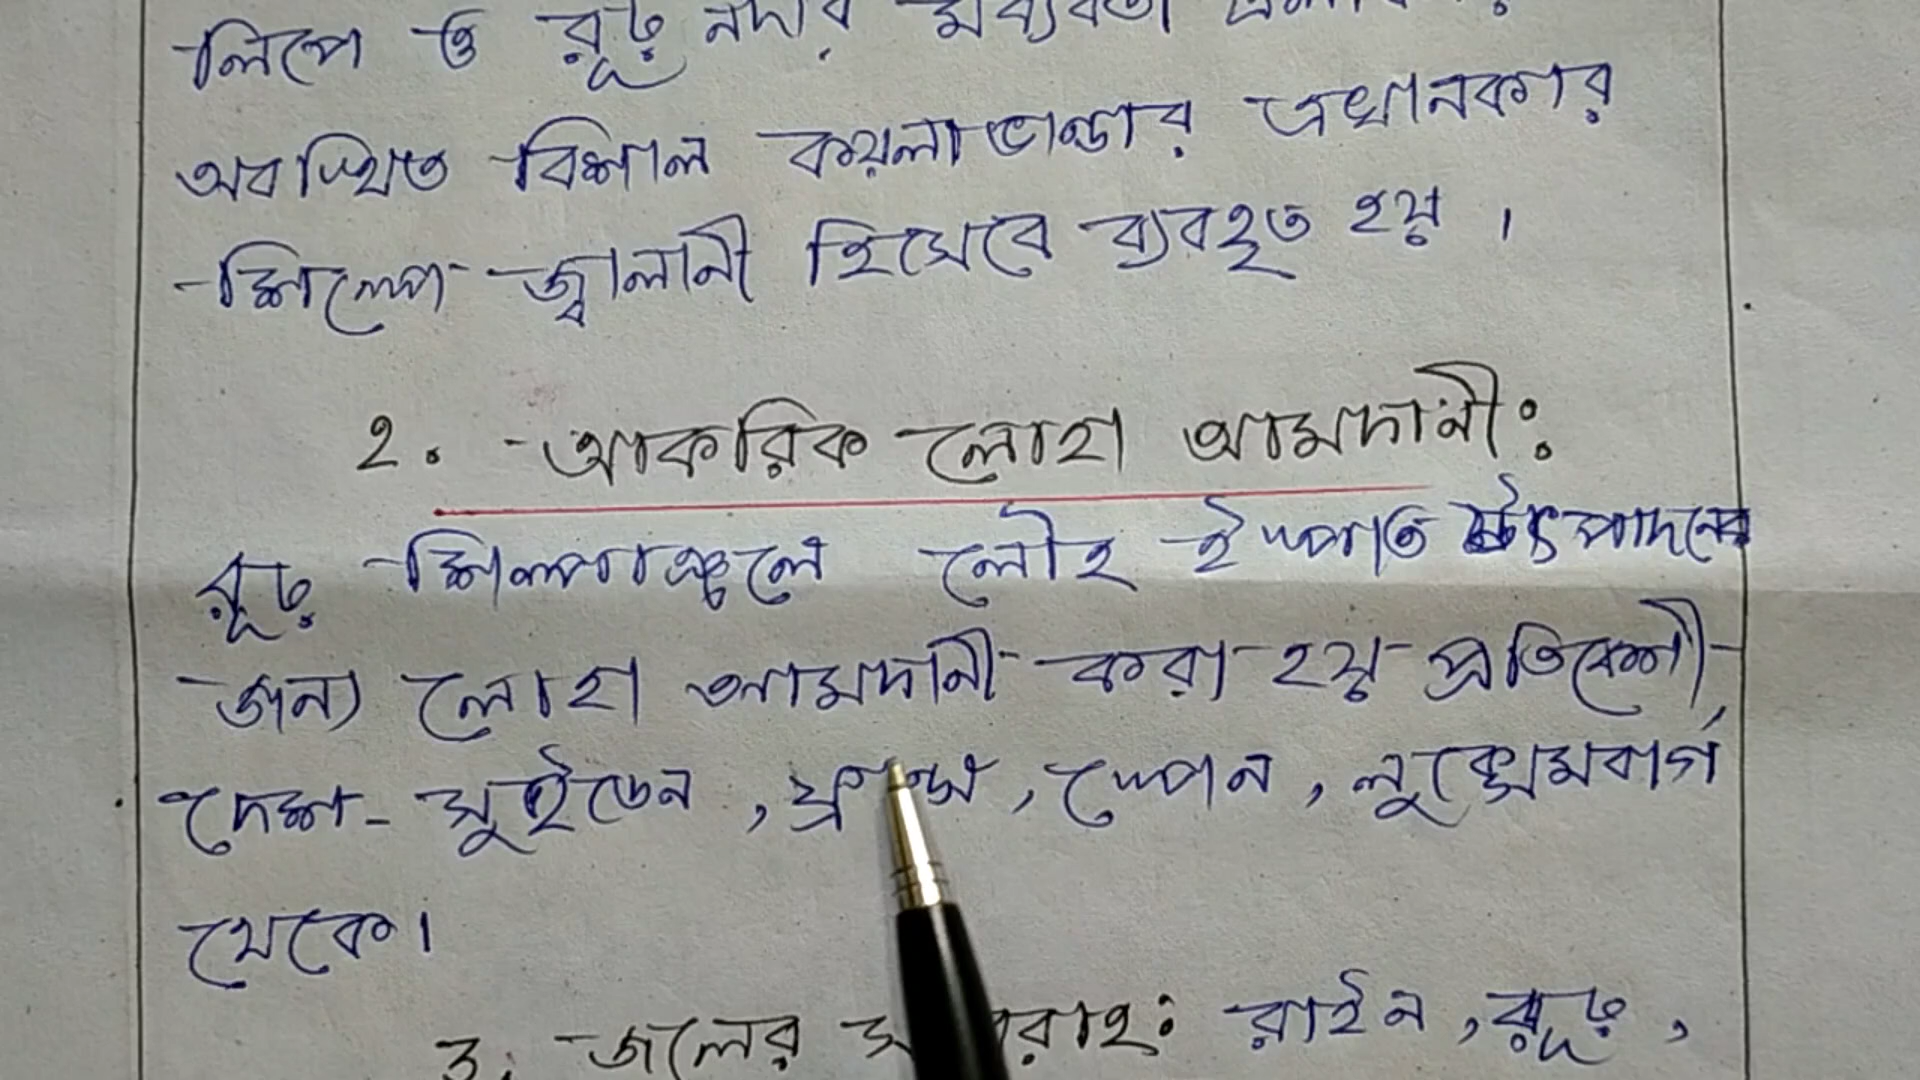 লিপে ও রূঢ় নদীর মধ্যবর্তী
অবস্থিত বিশাল কয়লাভাণ্ডার এখানকার
শিল্পে জ্বালানী হিসেবে ব্যবহৃত হয় ।
২. আকরিক লোহা আমদানী :
রূঢ় শিল্পাঞ্চলে লৌহ ইস্পাত উৎপাদনের
জন্য লোহা আমদানী করা হয় প্রতিবেশী
দেশ - সুইডেন , ফ্রান্স , স্পেন , লুক্সেমবার্গ
থেকে।
3. জলের রাইন , রূঢ় ,